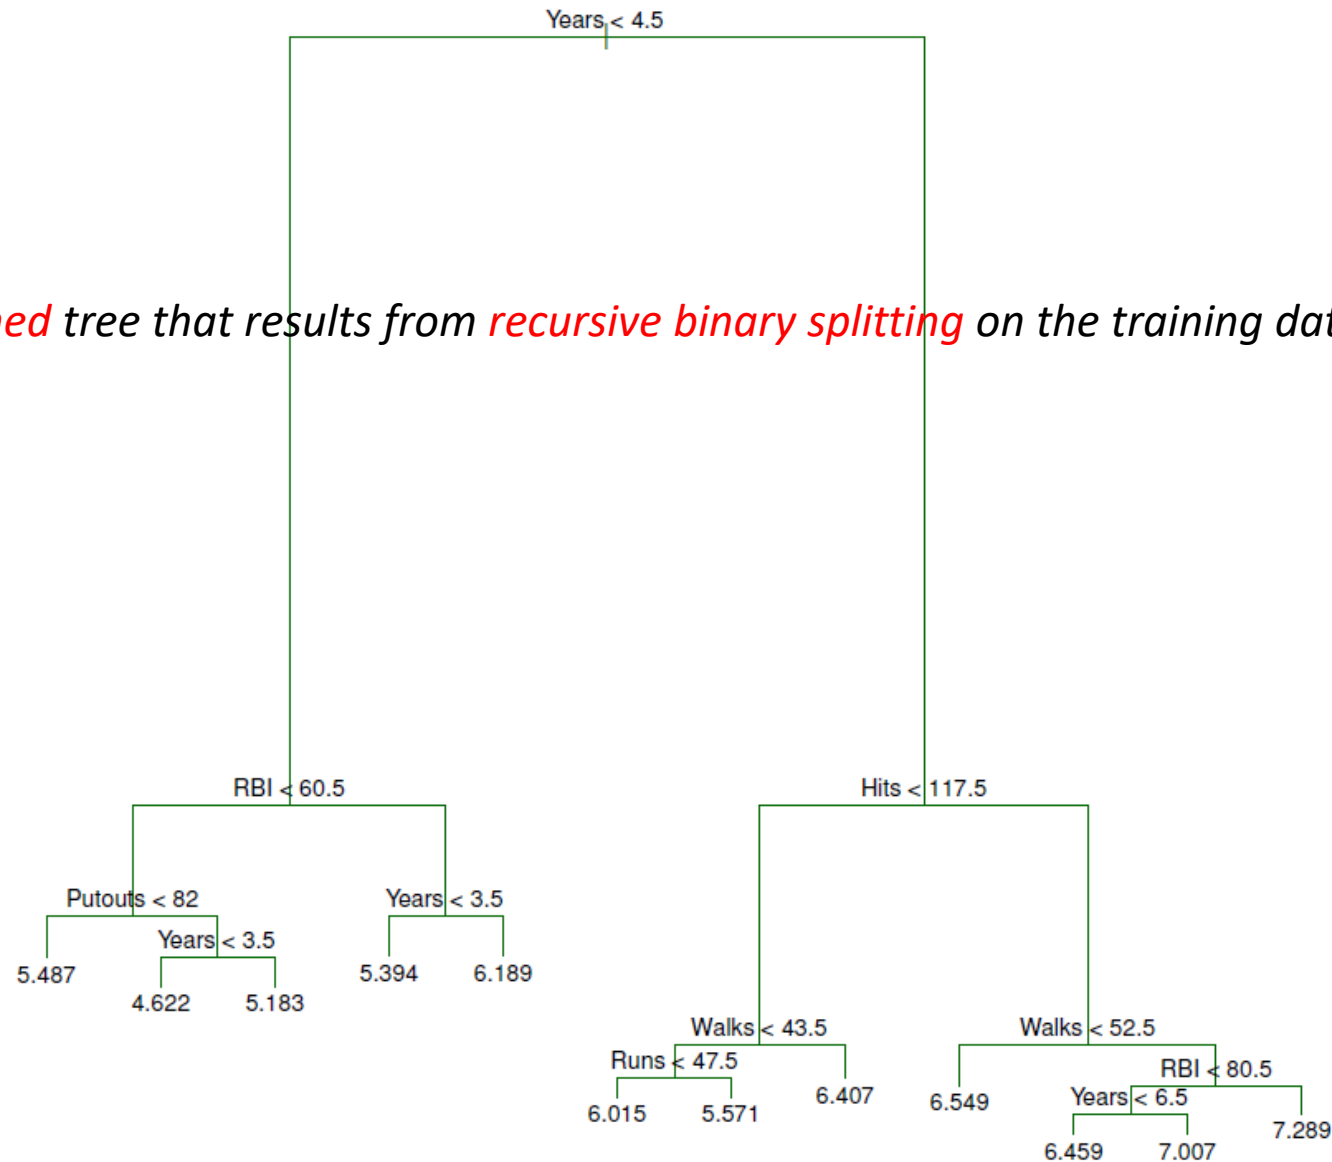 Years < 4.5
ned tree that results from recursive binary splitting on the training dat
RBI < 60.5
Hits < 117.5
Putouts < 82
Years < 3.5
Years < 3.5
5.487
4.622
5.183
5.394
6.189
Walks < 43.5
Walks < 52.5
Runs < 47.5
RBI < 80.5
Years < 6.5
6.015
5.571
6.407
6.549
6.459
7.007
7.289